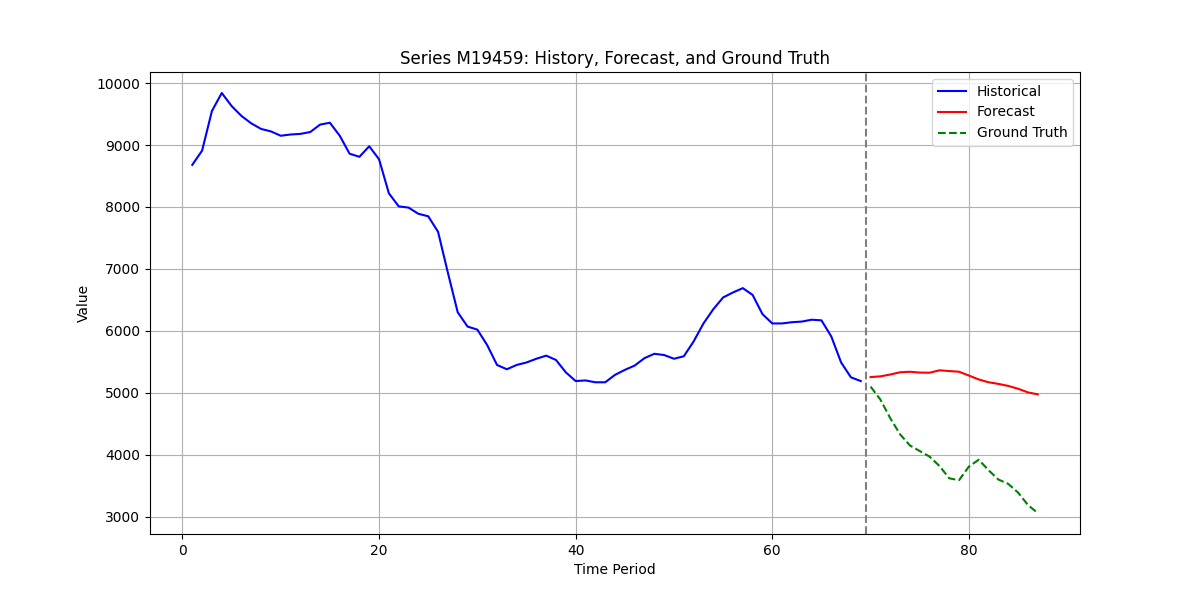 Series M19459: History, Forecast, and Ground Truth
Historical
Forecast
Ground Truth
10000
9000
8000
7000
6000
5000
4000
3000
Value
0 20 40 60 80
Time Period